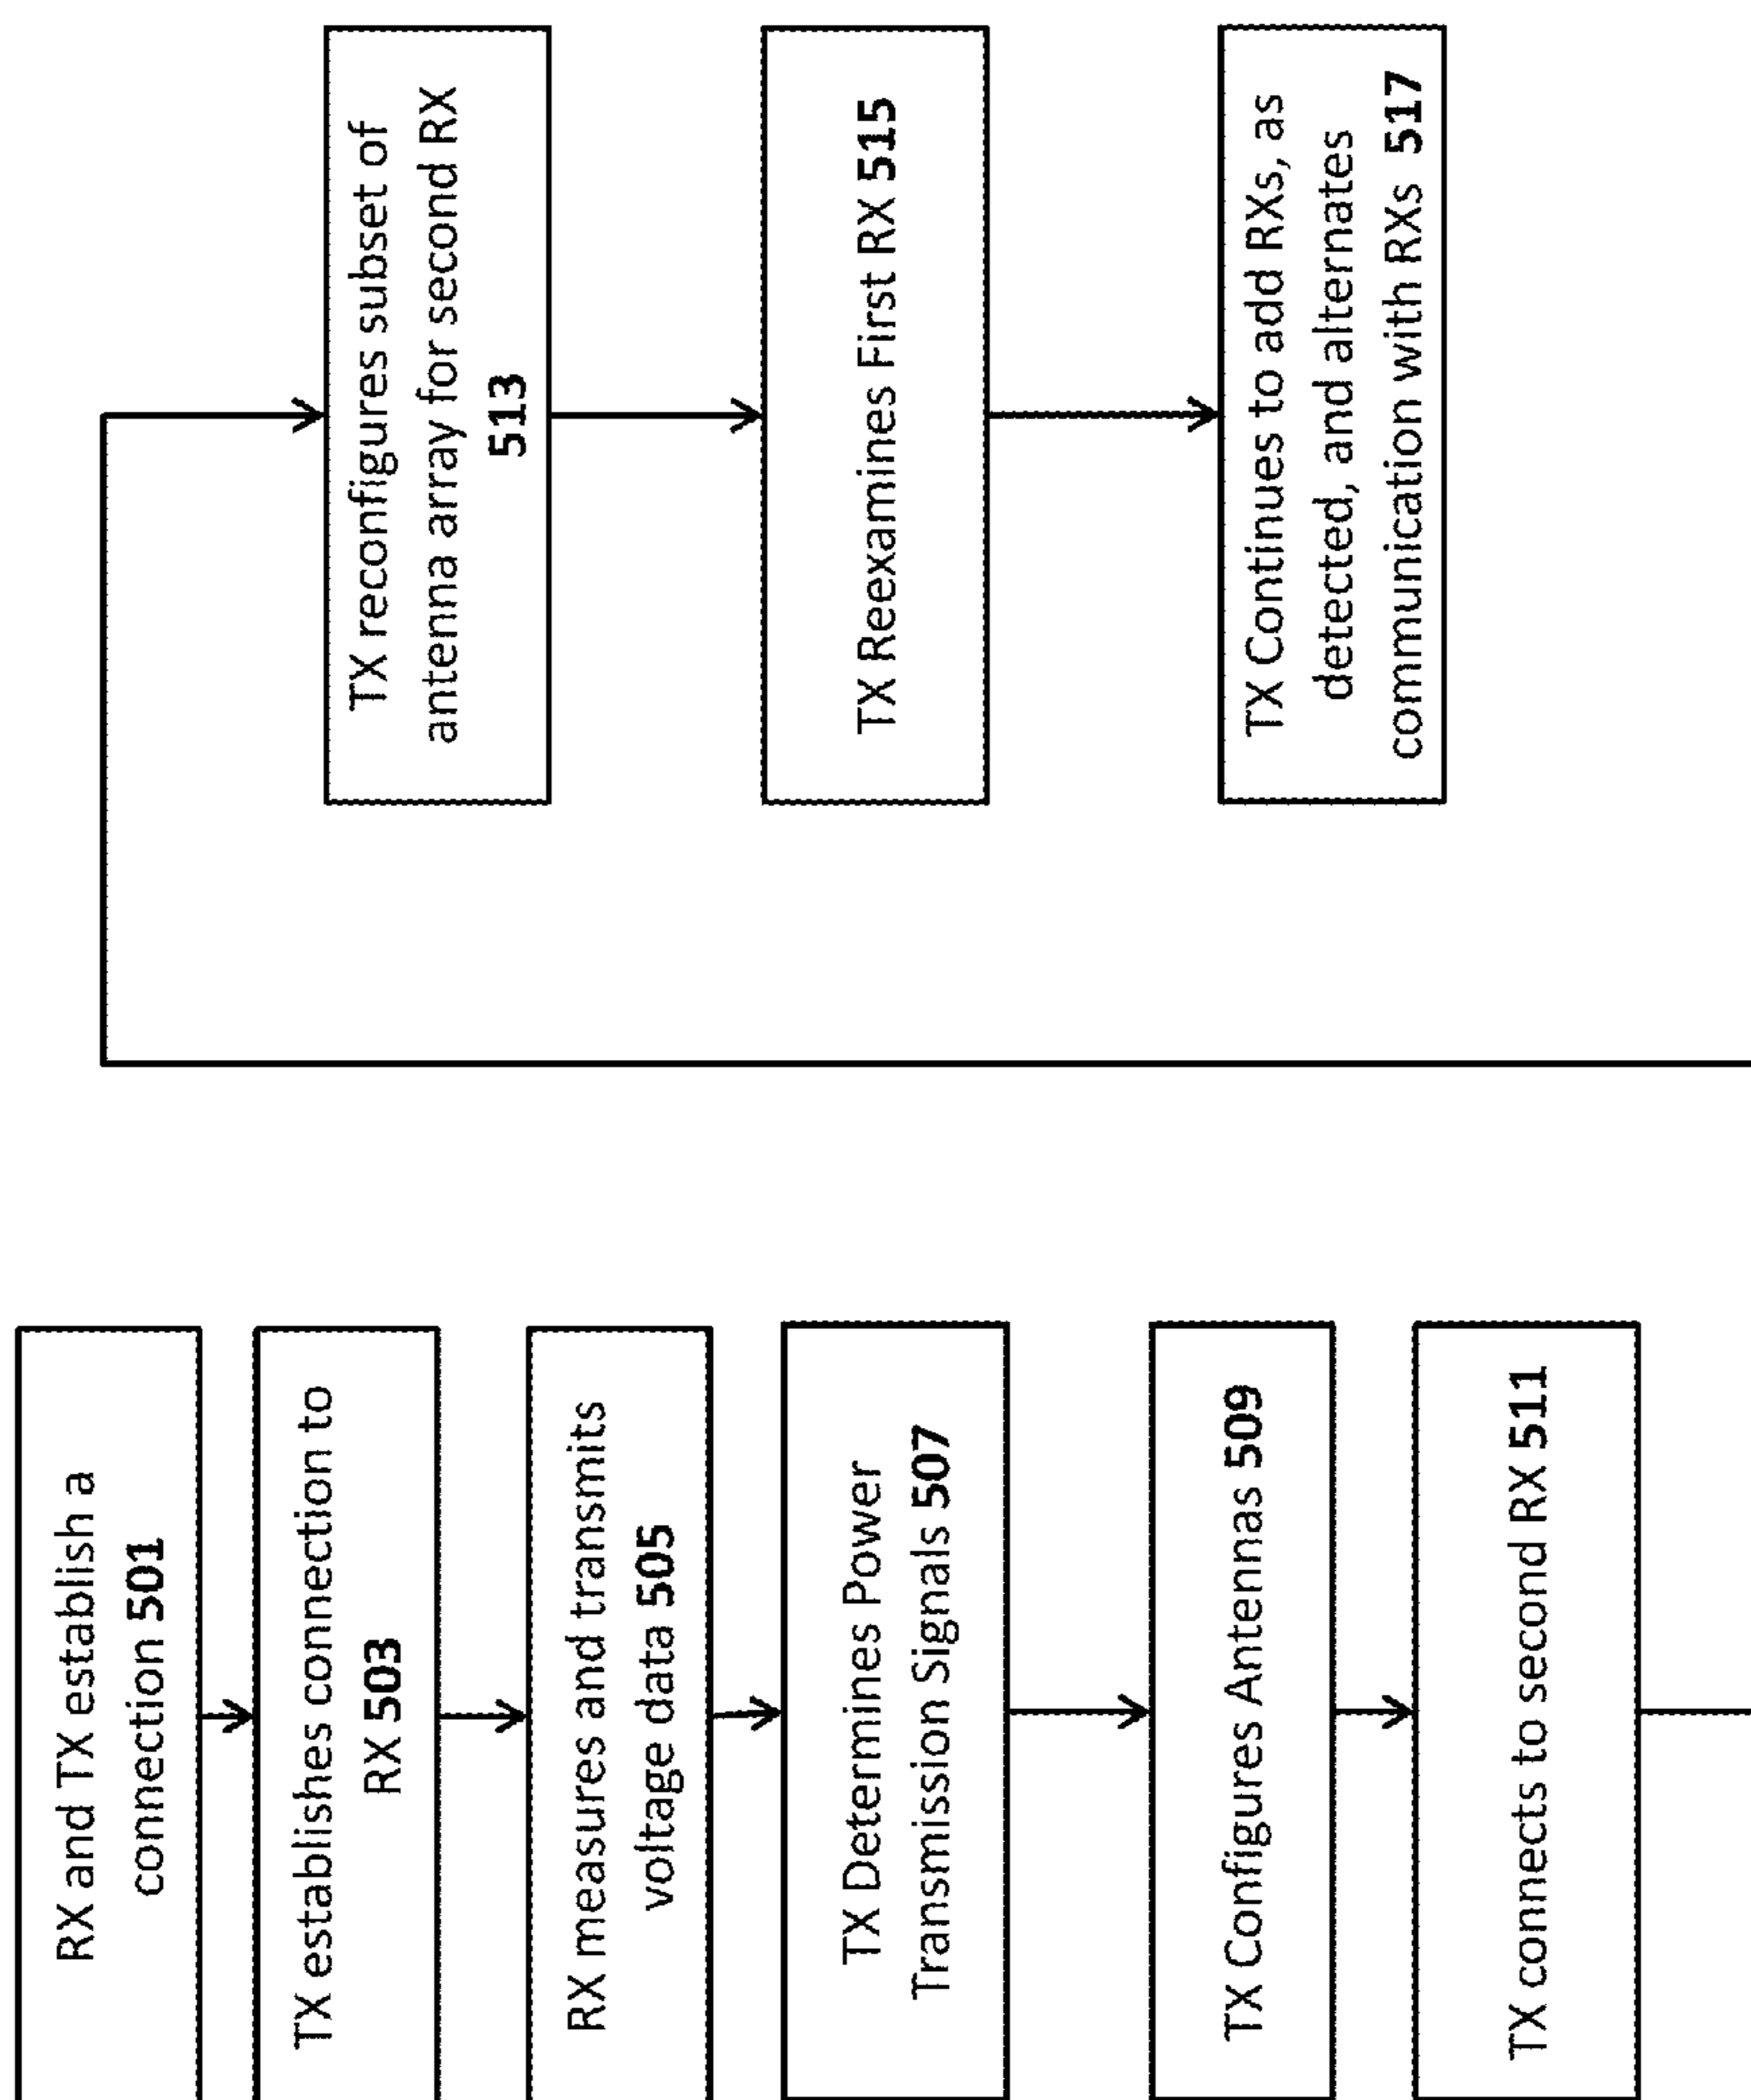 RX and TX establish a
connection 501
TX establishes connection to
RX 503
RX measures and transmits
voltage data 505
TX Determines Power
Transmission Signals 507
TX Configures Antennas 509
TX connects to second RX 511
TX reconfigures subset of
antenna array for second RX
513
TX Reexamines First RX 515
TX Continues to add RXs, as
detected, and alternates
communication with RXs 517